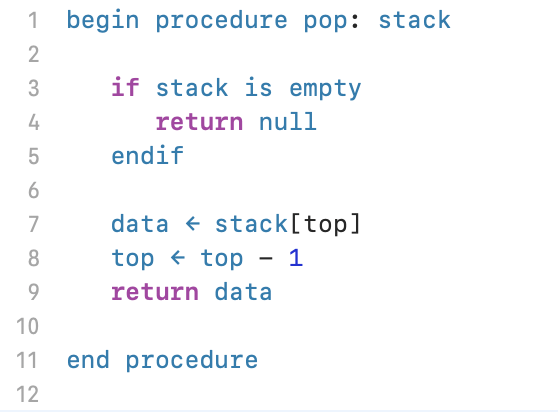 1 begin procedure pop: stack
2
3 if stack is empty
4 return null
5 endif
6
7 data ← stack[top]
8 top ← top – 1
9 return data
10
11 end procedure
12